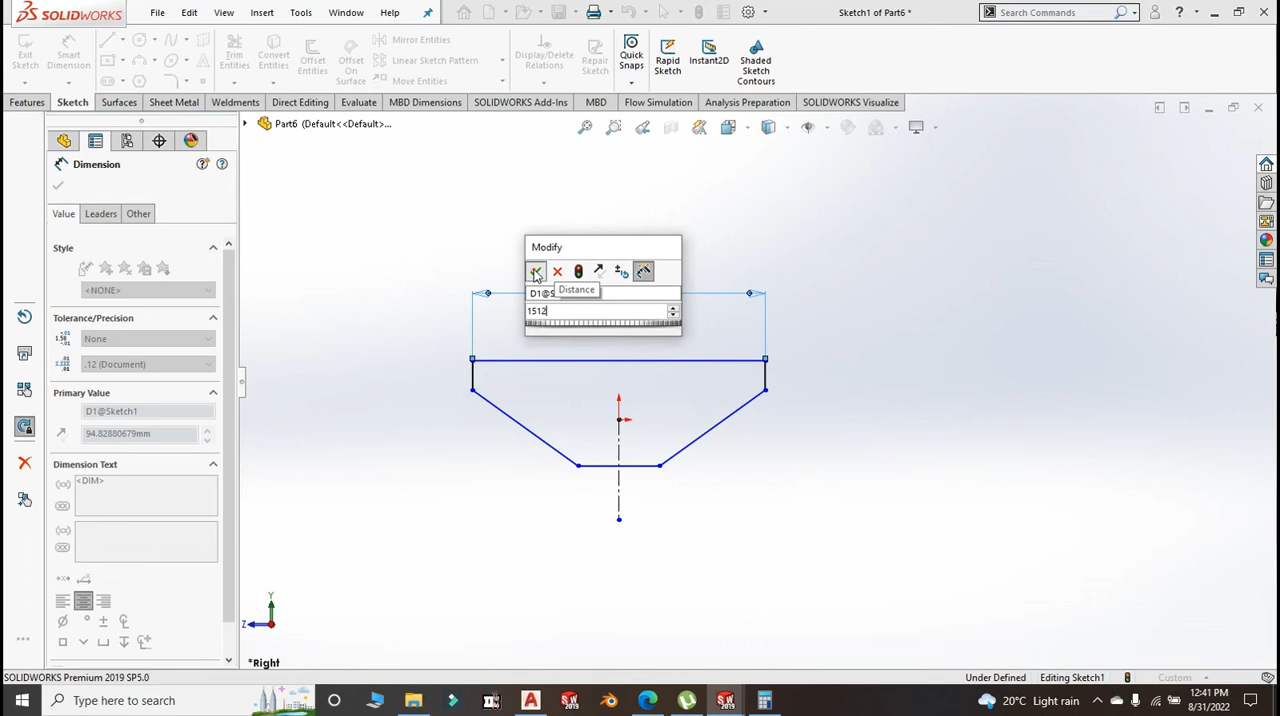 SOLIDWORKS
File Edit View Insert Tools Window Help
Sketch1 of Part6 *
Search Commands
Exit Sketch
Smart Dimension
Trim Entities
Convert Entities
Offset Entities
Offset On Surface
Mirror Entities
Linear Sketch Pattern
Move Entities
Display/Delete Relations
Repair Sketch
Quick Snaps
Rapid Sketch
Instant2D
Shaded Sketch Contours
Features Sketch Surfaces Sheet Metal Weldments Direct Editing Evaluate MBD Dimensions SOLIDWORKS Add-Ins MBD Flow Simulation Analysis Preparation SOLIDWORKS Visualize
Part6 (Default<<Default>...
Dimension
Value Leaders Other
Style
<NONE>
Tolerance/Precision
None
.12 (Document)
Primary Value
D1@Sketch1
94.82880679mm
Dimension Text
<DIM>
Modify
D1@S
Distance
1512
Y
Z
*Right
SOLIDWORKS Premium 2019 SP5.0
Under Defined
Editing Sketch1
Custom
Type here to search
20°C Light rain
12:41 PM
8/31/2022